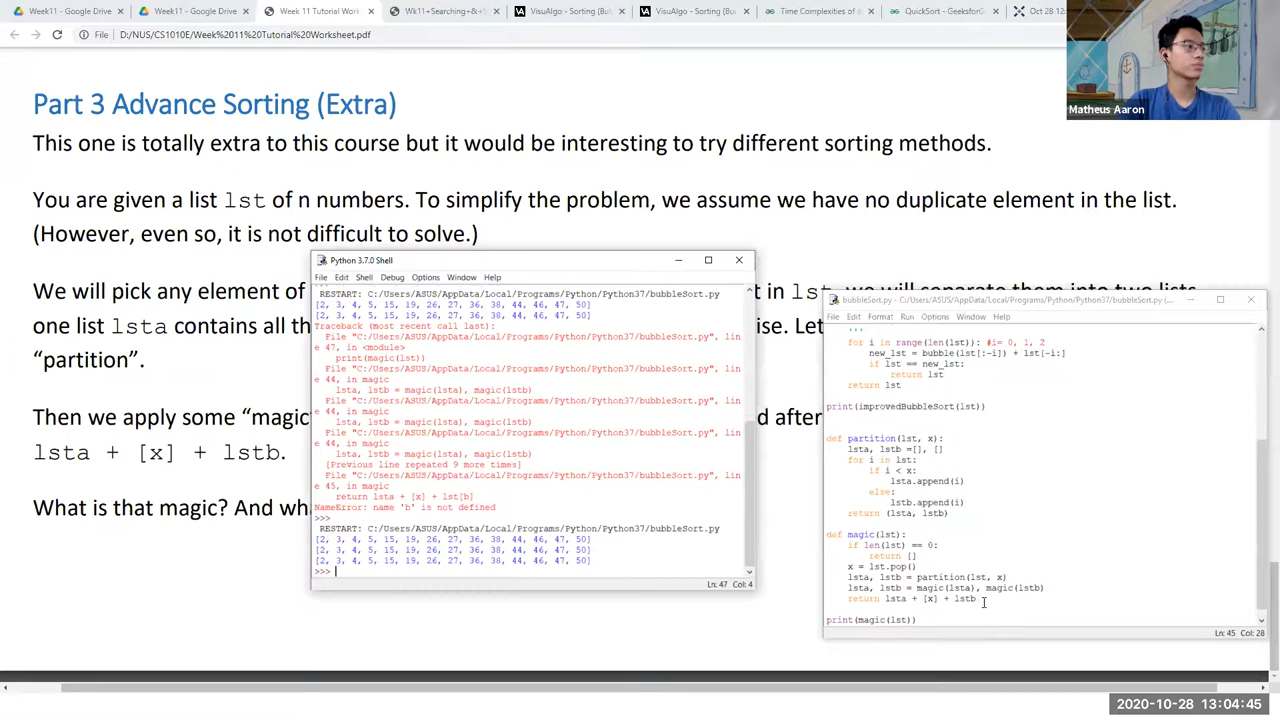 Week11 - Google Drive
Week11 - Google Drive
Week 11 Tutorial Worksheet.pdf
Wk11+Searching+&+S
VisuAlgo - Sorting (Bub
VisuAlgo - Sorting (Bu
Time Complexities of
QuickSort - GeeksforG
Oct 28 12
File
D:/NUS/CS1010E/Week%2011%20Tutorial%20Worksheet.pdf
Matheus Aaron
Part 3 Advance Sorting (Extra)
This one is totally extra to this course but it would be interesting to try different sorting methods.
You are given a list lst of n numbers. To simplify the problem, we assume we have no duplicate element in the list.
(However, even so, it is not difficult to solve.)
We will pick any element of
t in lst, we will separate them into two lists
one list lsta contains all th
ise. Let
"partition".
Then we apply some "magic
d after
lsta + [x] + lstb.
What is that magic? And wh
Python 3.7.0 Shell
File Edit Shell Debug Options Window Help
RESTART: C:/Users/ASUS/AppData/Local/Programs/Python/Python37/bubbleSort.py
[2, 3, 4, 5, 15, 19, 26, 27, 36, 38, 44, 46, 47, 50]
[2, 3, 4, 5, 15, 19, 26, 27, 36, 38, 44, 46, 47, 50]
Traceback (most recent call last):
File "C:/Users/ASUS/AppData/Local/Programs/Python/Python37/bubbleSort.py", lin
e 47, in <module>
print(magic(lst))
File "C:/Users/ASUS/AppData/Local/Programs/Python/Python37/bubbleSort.py", lin
e 44, in magic
lsta, lstb = magic(lsta), magic(lstb)
File "C:/Users/ASUS/AppData/Local/Programs/Python/Python37/bubbleSort.py", lin
e 44, in magic
lsta, lstb = magic(lsta), magic(lstb)
File "C:/Users/ASUS/AppData/Local/Programs/Python/Python37/bubbleSort.py", lin
e 44, in magic
lsta, lstb = magic(lsta), magic(lstb)
[Previous line repeated 9 more times]
File "C:/Users/ASUS/AppData/Local/Programs/Python/Python37/bubbleSort.py", lin
e 45, in magic
return lsta + [x] + lst[b]
NameError: name 'b' is not defined
>>>
RESTART: C:/Users/ASUS/AppData/Local/Programs/Python/Python37/bubbleSort.py
[2, 3, 4, 5, 15, 19, 26, 27, 36, 38, 44, 46, 47, 50]
[2, 3, 4, 5, 15, 19, 26, 27, 36, 38, 44, 46, 47, 50]
[2, 3, 4, 5, 15, 19, 26, 27, 36, 38, 44, 46, 47, 50]
>>>
Ln: 47 Col: 4
bubbleSort.py - C:/Users/ASUS/AppData/Local/Programs/Python/Python37/bubbleSort.py (...
File Edit Format Run Options Window Help
'''
for i in range(len(lst)): #i= 0, 1, 2
new_lst = bubble(lst[:-i]) + lst[-i:]
if lst == new_lst:
return lst
return lst
print(improvedBubbleSort(lst))
def partition(lst, x):
lsta, lstb =[], []
for i in lst:
if i < x:
lsta.append(i)
else:
lstb.append(i)
return (lsta, lstb)
def magic(lst):
if len(lst) == 0:
return []
x = lst.pop()
lsta, lstb = partition(lst, x)
lsta, lstb = magic(lsta), magic(lstb)
return lsta + [x] + lstb
print(magic(lst))
Ln: 45 Col: 28
2020-10-28 13:04:45